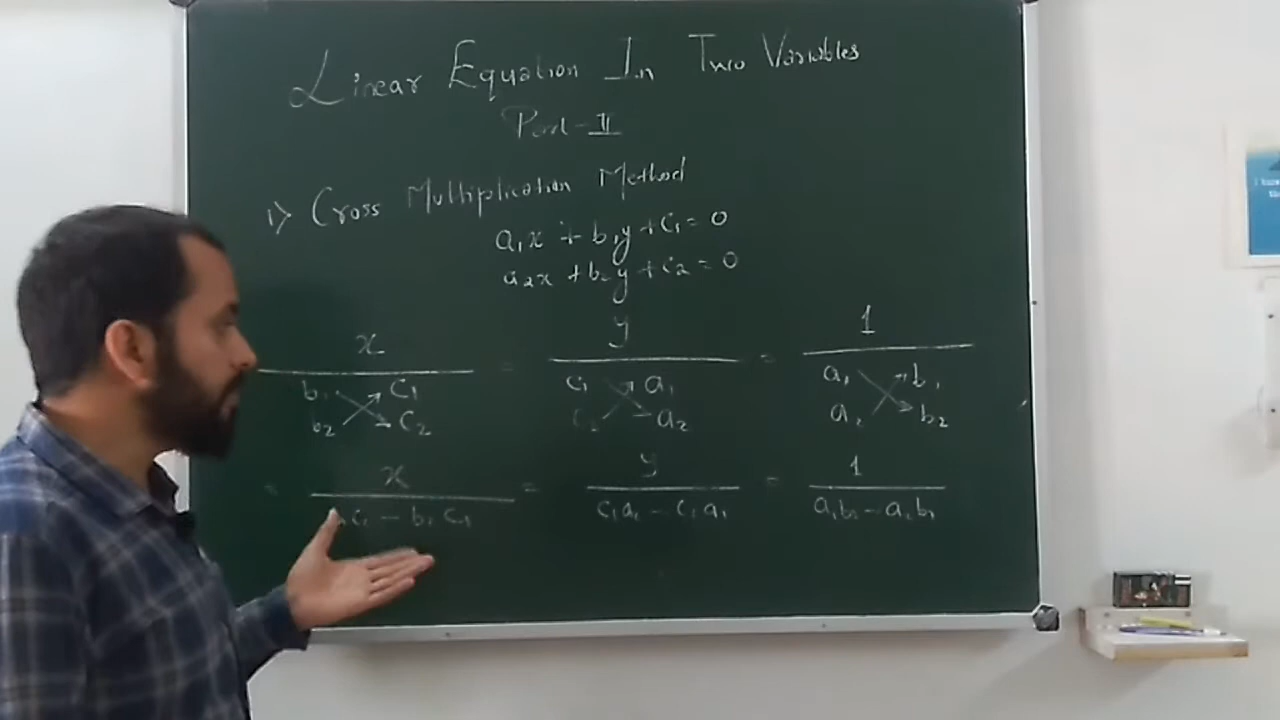 Linear Equation In Two Variables
Part-II
1) Cross Multiplication Method
a₁x + b₁y + c₁ = 0
a₂x + b₂y + c₂ = 0
x = y = 1
b₁ c₁ c₁ a₁ a₁ b₁
b₂ c₂ c₂ a₂ a₂ b₂
= x = y = 1
c₁a₂ - c₂a₁ a₁b₂ - a₂b₁